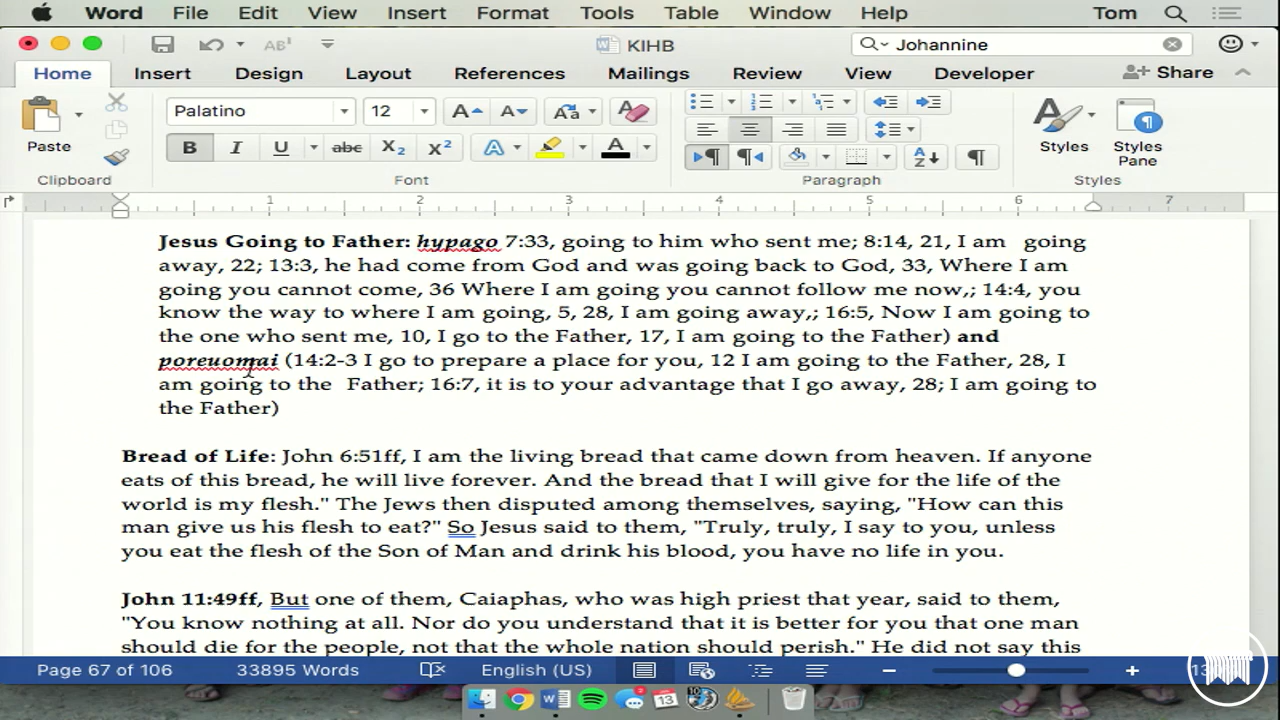 Word File Edit View Insert Format Tools Table Window Help Tom
KIHB Johannine
Home Insert Design Layout References Mailings Review View Developer Share
Palatino 12
Paste
B I U abc X₂ X² A A
Styles Styles Pane
Clipboard Font Paragraph Styles
1 2 3 4 5 6 7
Jesus Going to Father: hypago 7:33, going to him who sent me; 8:14, 21, I am going
away, 22; 13:3, he had come from God and was going back to God, 33, Where I am
going you cannot come, 36 Where I am going you cannot follow me now,; 14:4, you
know the way to where I am going, 5, 28, I am going away,; 16:5, Now I am going to
the one who sent me, 10, I go to the Father, 17, I am going to the Father) and
poreuomai (14:2-3 I go to prepare a place for you, 12 I am going to the Father, 28, I
am going to the Father; 16:7, it is to your advantage that I go away, 28; I am going to
the Father)
Bread of Life: John 6:51ff, I am the living bread that came down from heaven. If anyone
eats of this bread, he will live forever. And the bread that I will give for the life of the
world is my flesh." The Jews then disputed among themselves, saying, "How can this
man give us his flesh to eat?" So Jesus said to them, "Truly, truly, I say to you, unless
you eat the flesh of the Son of Man and drink his blood, you have no life in you.
John 11:49ff, But one of them, Caiaphas, who was high priest that year, said to them,
"You know nothing at all. Nor do you understand that it is better for you that one man
should die for the people, not that the whole nation should perish." He did not say this
Page 67 of 106 33895 Words English (US)
13